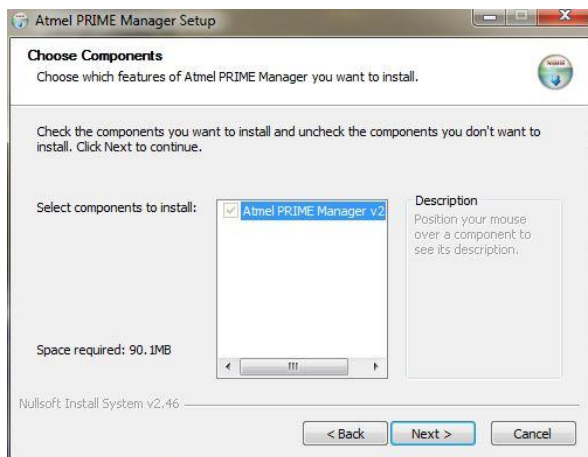 Atmel PRIME Manager Setup
Choose Components
Choose which features of Atmel PRIME Manager you want to install.
Check the components you want to install and uncheck the components you don't want to
install. Click Next to continue.
Select components to install:
Atmel PRIME Manager v2
Description
Position your mouse
over a component to
see its description.
Space required: 90.1MB
Nullsoft Install System v2.46
< Back
Next >
Cancel